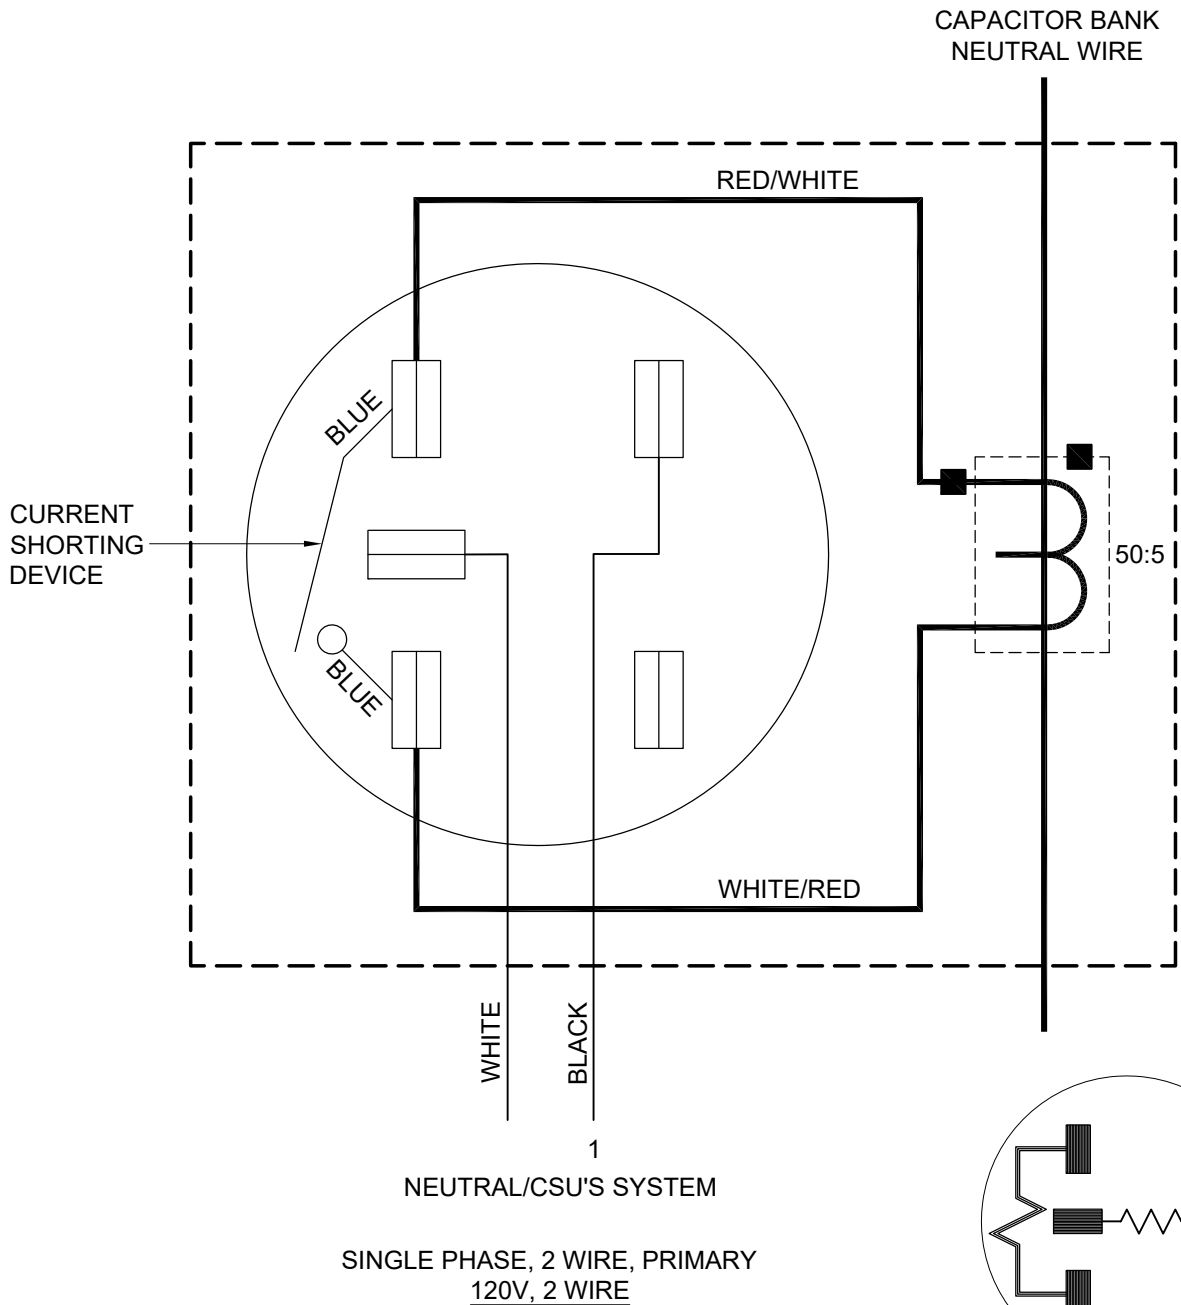 CAPACITOR BANK
NEUTRAL WIRE
RED/WHITE
BLUE
CURRENT
SHORTING
DEVICE
50:5
BLUE
WHITE/RED
WHITE
BLACK
1
NEUTRAL/CSU'S SYSTEM
SINGLE PHASE, 2 WIRE, PRIMARY
120V, 2 WIRE